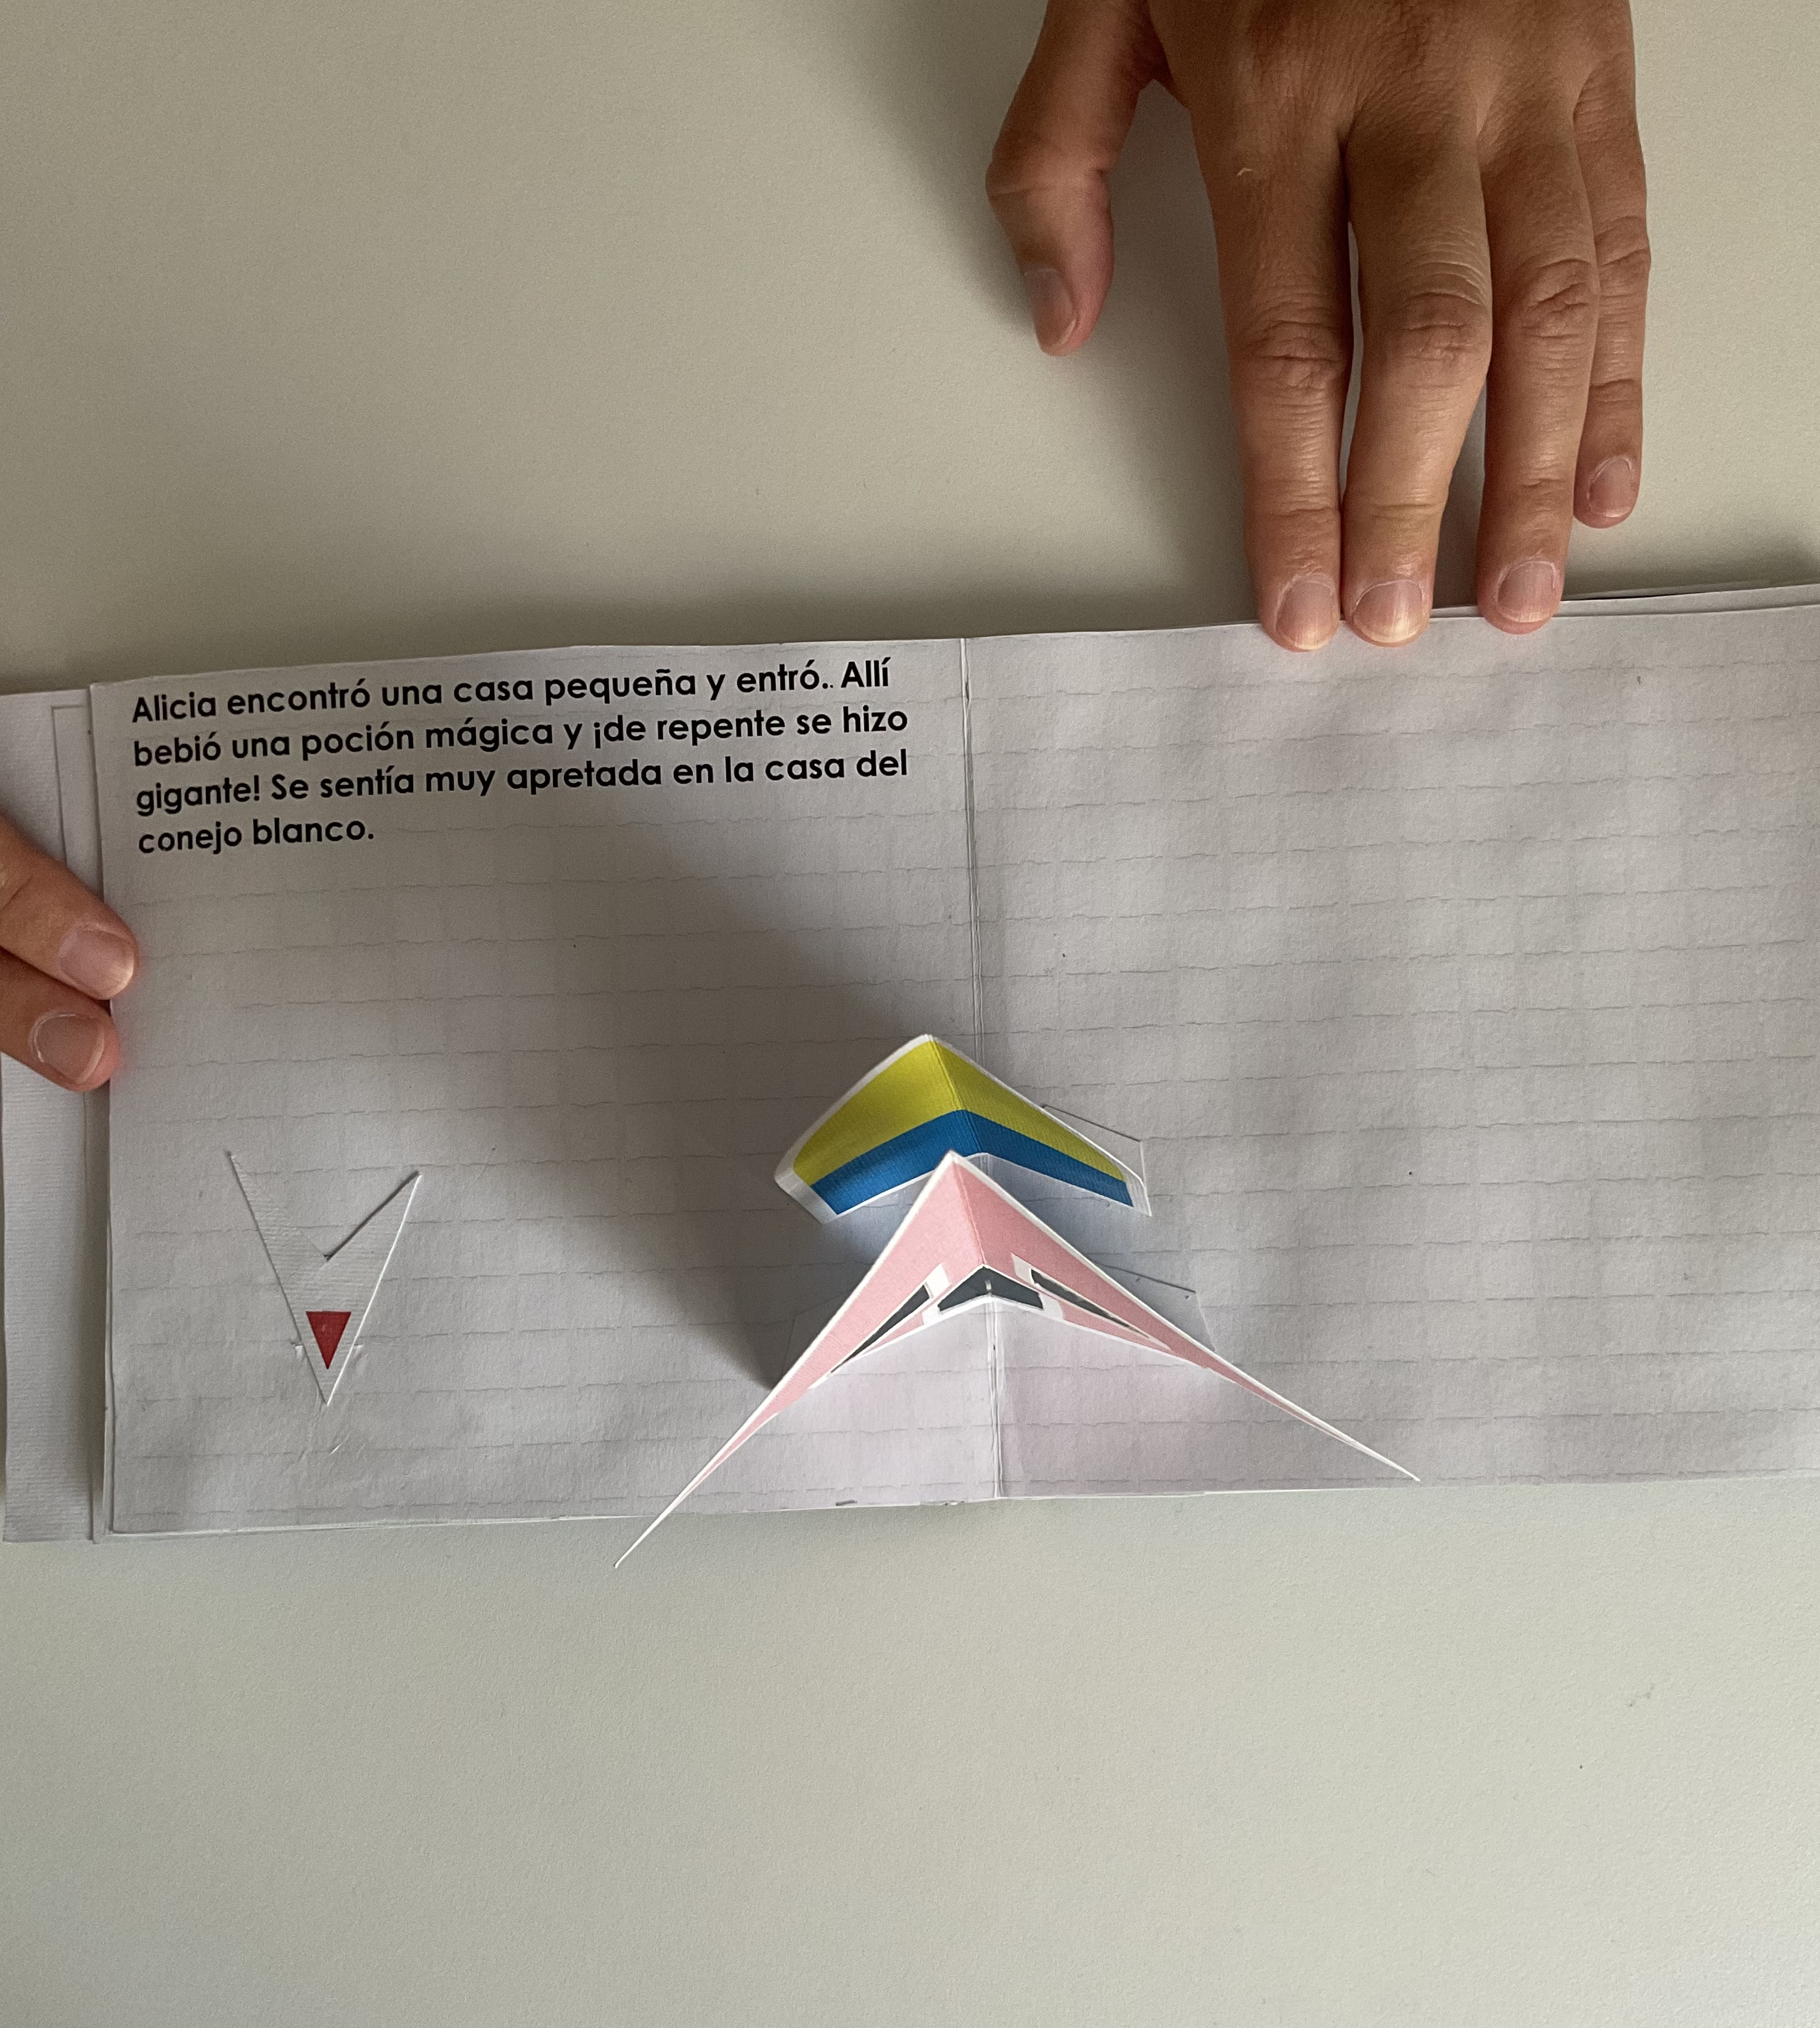 Alicia encontró una casa pequeña y entró.. Allí
bebió una poción mágica y ¡de repente se hizo
gigante! Se sentía muy apretada en la casa del
conejo blanco.